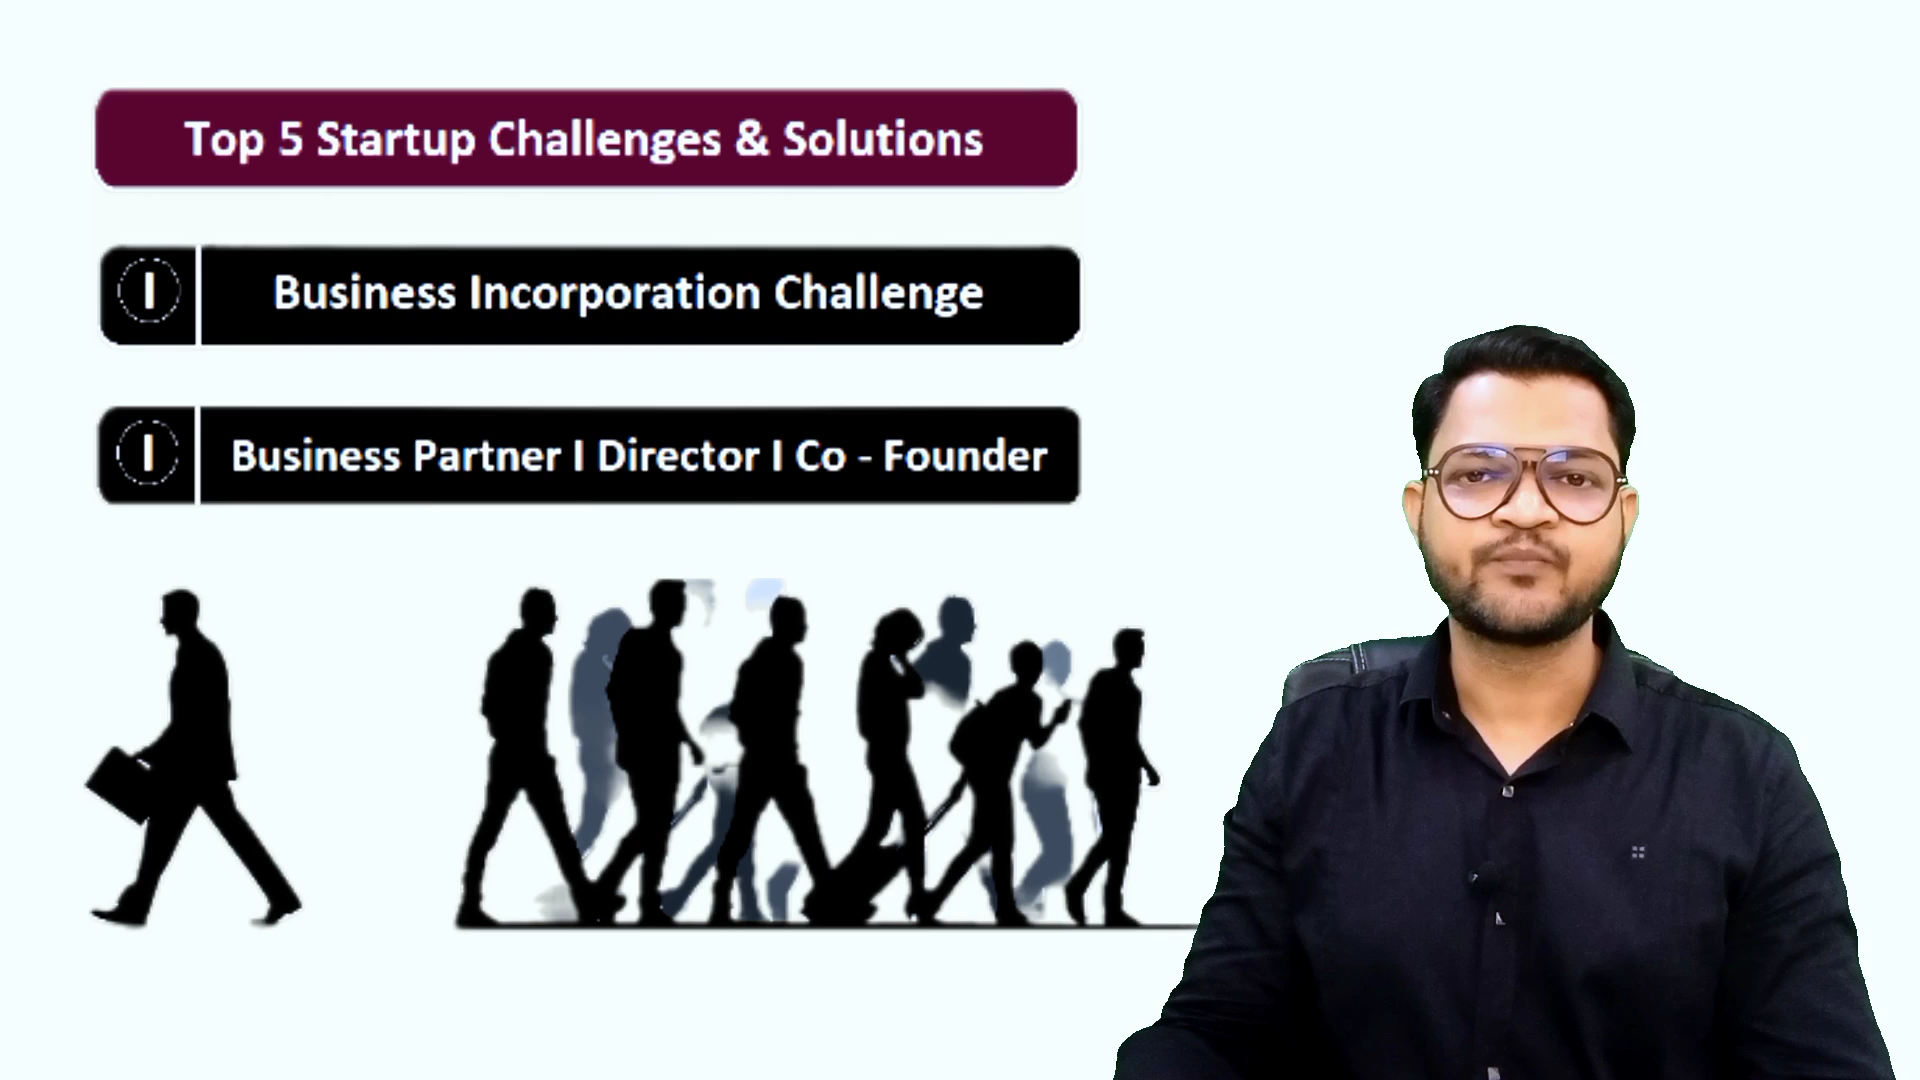 Top 5 Startup Challenges & Solutions
I Business Incorporation Challenge
I Business Partner I Director I Co - Founder